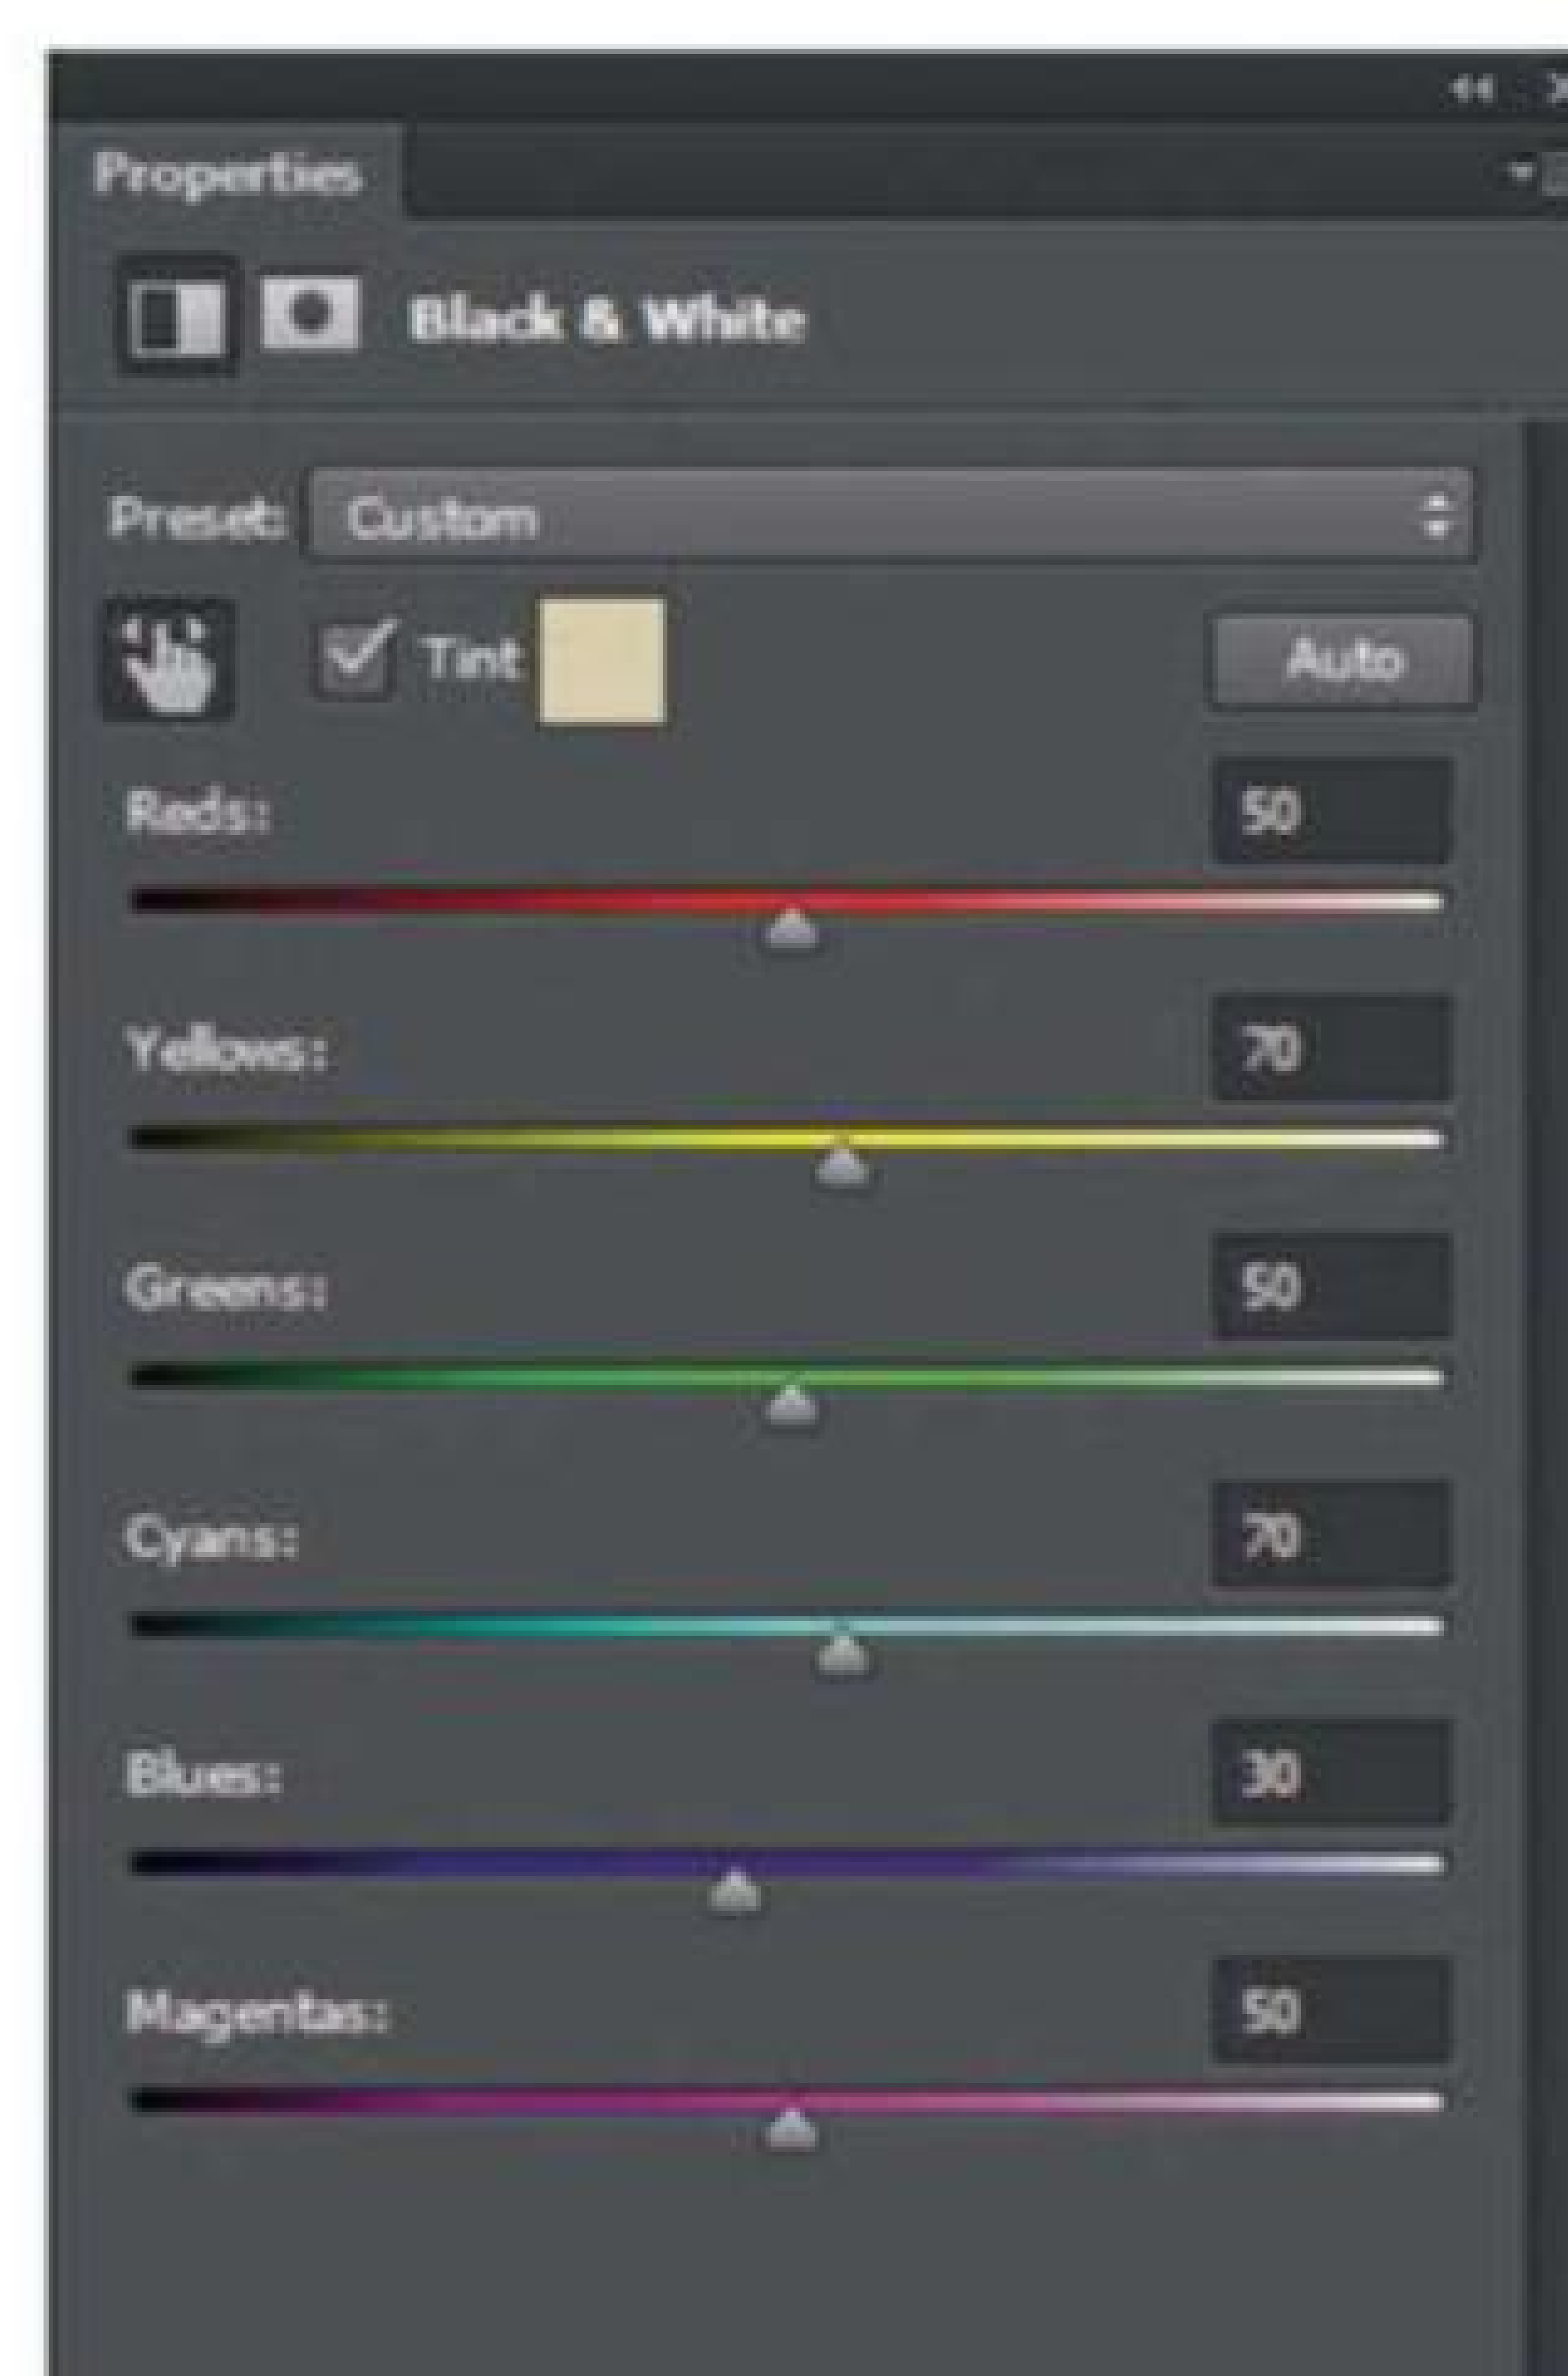 Properties
Black & White
Preset: Custom
Tint Auto
Reds: 50
Yellows: 70
Greens: 50
Cyans: 70
Blues: 30
Magentas: 50